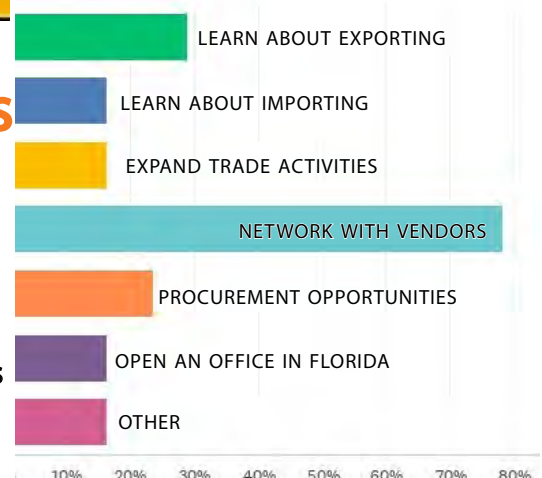 LEARN ABOUT EXPORTING
S
LEARN ABOUT IMPORTING
EXPAND TRADE ACTIVITIES
NETWORK WITH VENDORS
PROCUREMENT OPPORTUNITIES
s
OPEN AN OFFICE IN FLORIDA
OTHER
10% 20% 30% 40% 50% 60% 70% 80%